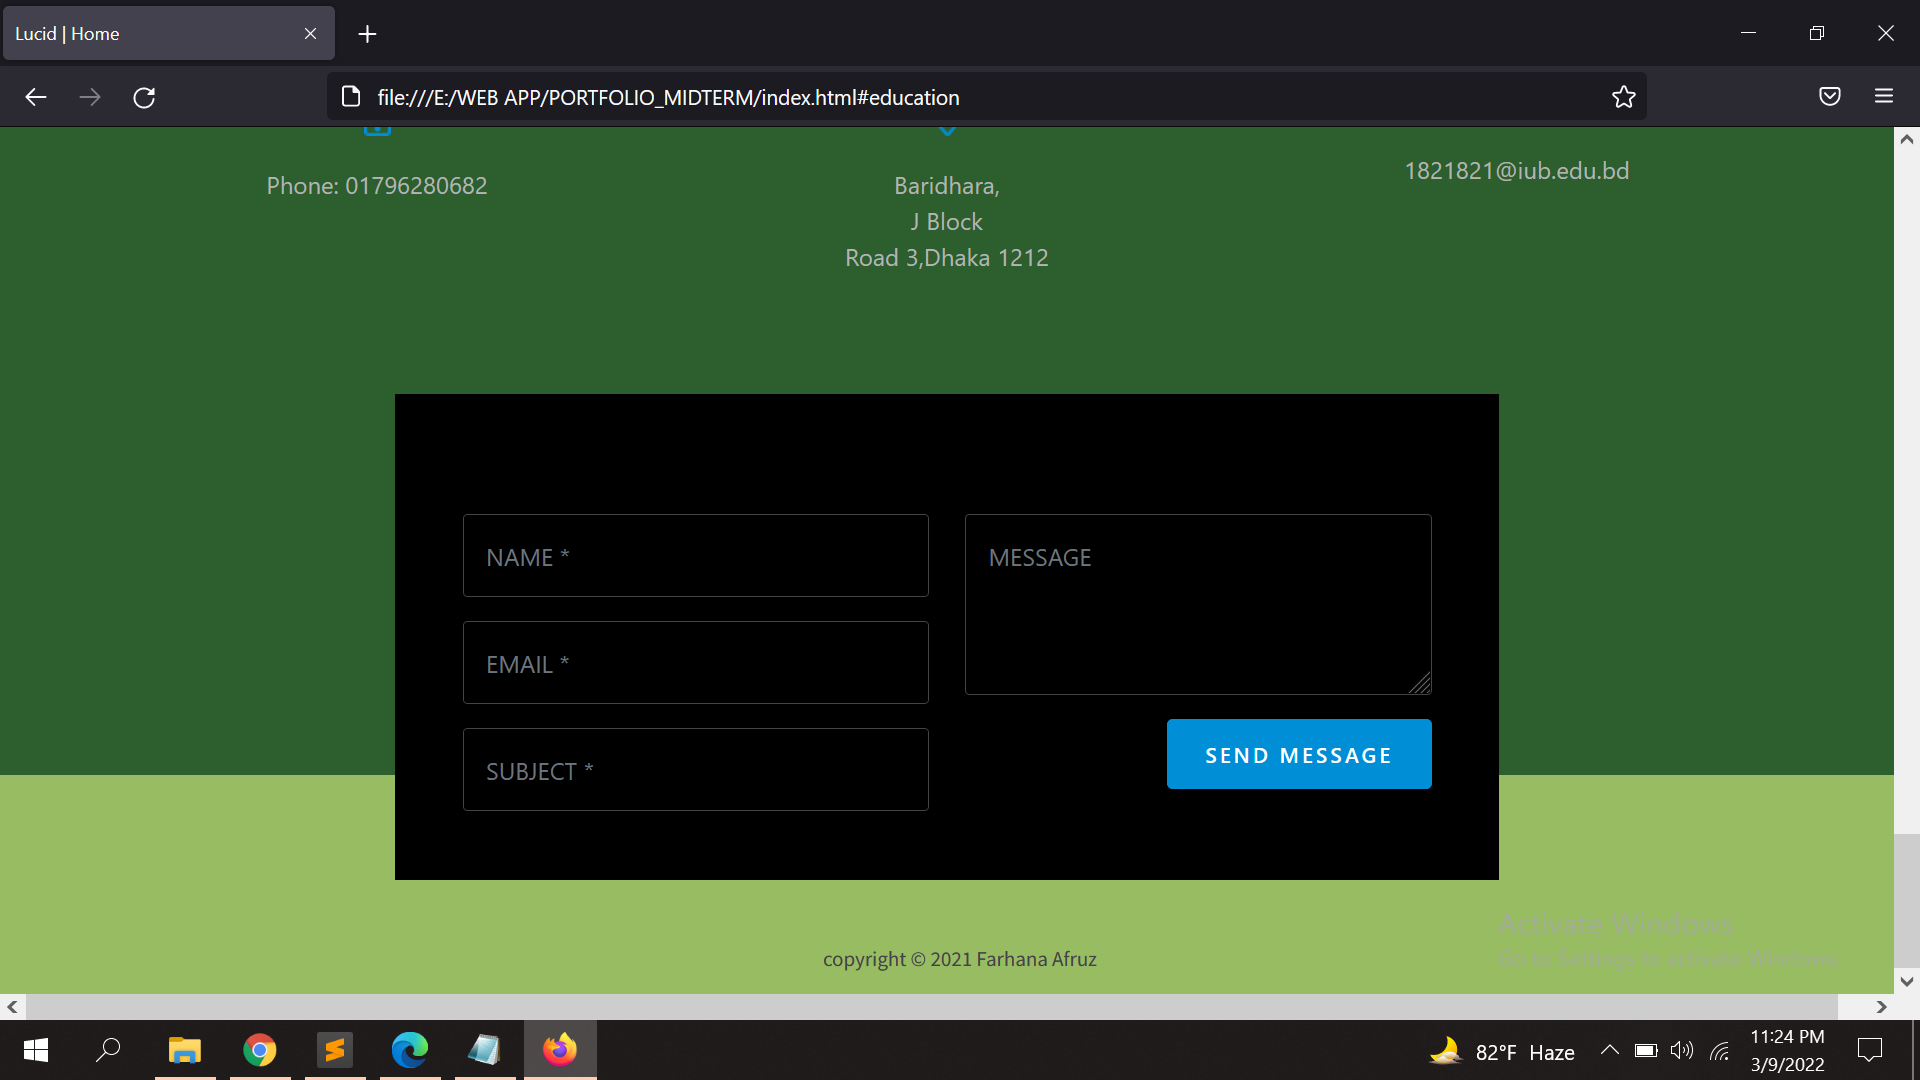 Lucid | Home
file:///E:/WEB APP/PORTFOLIO_MIDTERM/index.html#education
Phone: 01796280682
Baridhara,
J Block
Road 3,Dhaka 1212
1821821@iub.edu.bd
NAME *
MESSAGE
EMAIL *
SUBJECT *
SEND MESSAGE
Activate Windows
Go to Settings to activate Windows.
copyright © 2021 Farhana Afruz
82°F Haze
11:24 PM
3/9/2022